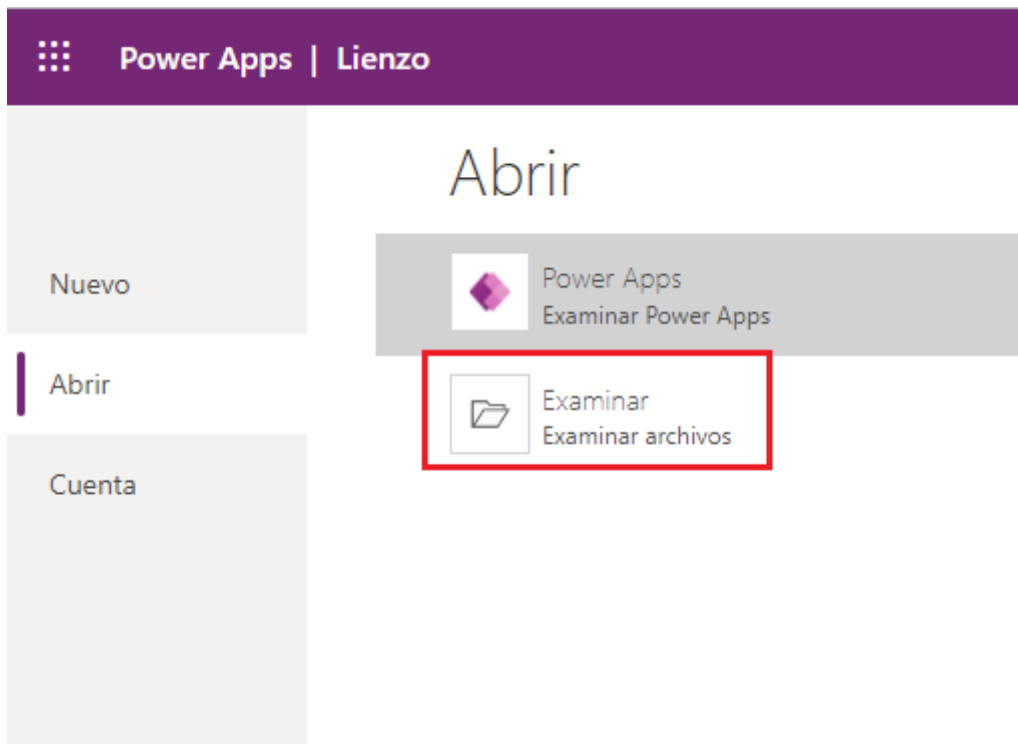 Power Apps | Lienzo
Abrir
Nuevo
Abrir
Cuenta
Power Apps
Examinar Power Apps
Examinar
Examinar archivos